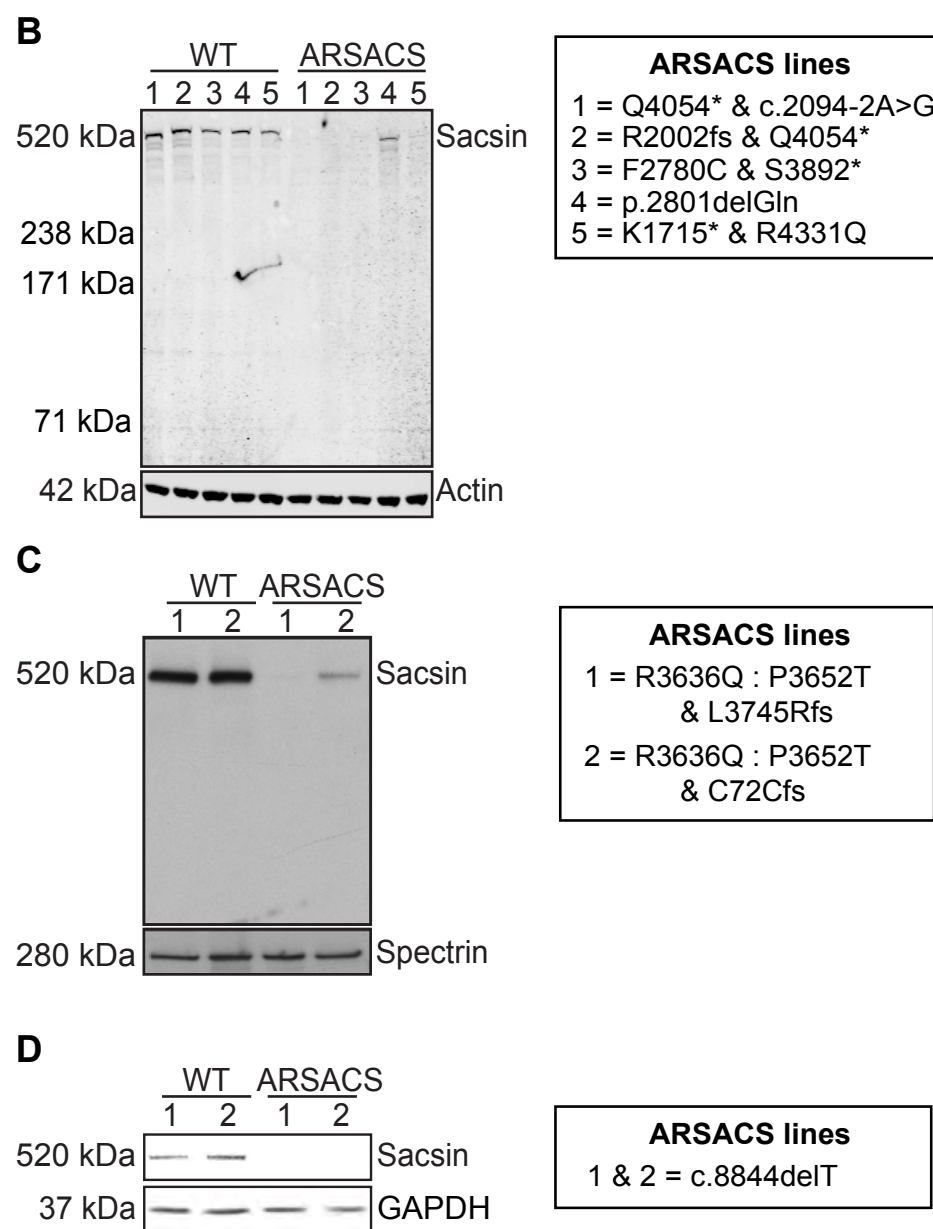 B
WT ARSACS
1 2 3 4 5 1 2 3 4 5
520 kDa Sacsin
238 kDa
171 kDa
71 kDa
42 kDa Actin
ARSACS lines
1 = Q4054* & c.2094-2A>G
2 = R2002fs & Q4054*
3 = F2780C & S3892*
4 = p.2801delGln
5 = K1715* & R4331Q
C
WT ARSACS
1 2 1 2
520 kDa Sacsin
280 kDa Spectrin
ARSACS lines
1 = R3636Q : P3652T
& L3745Rfs
2 = R3636Q : P3652T
& C72Cfs
D
WT ARSACS
1 2 1 2
520 kDa Sacsin
37 kDa GAPDH
ARSACS lines
1 & 2 = c.8844delT